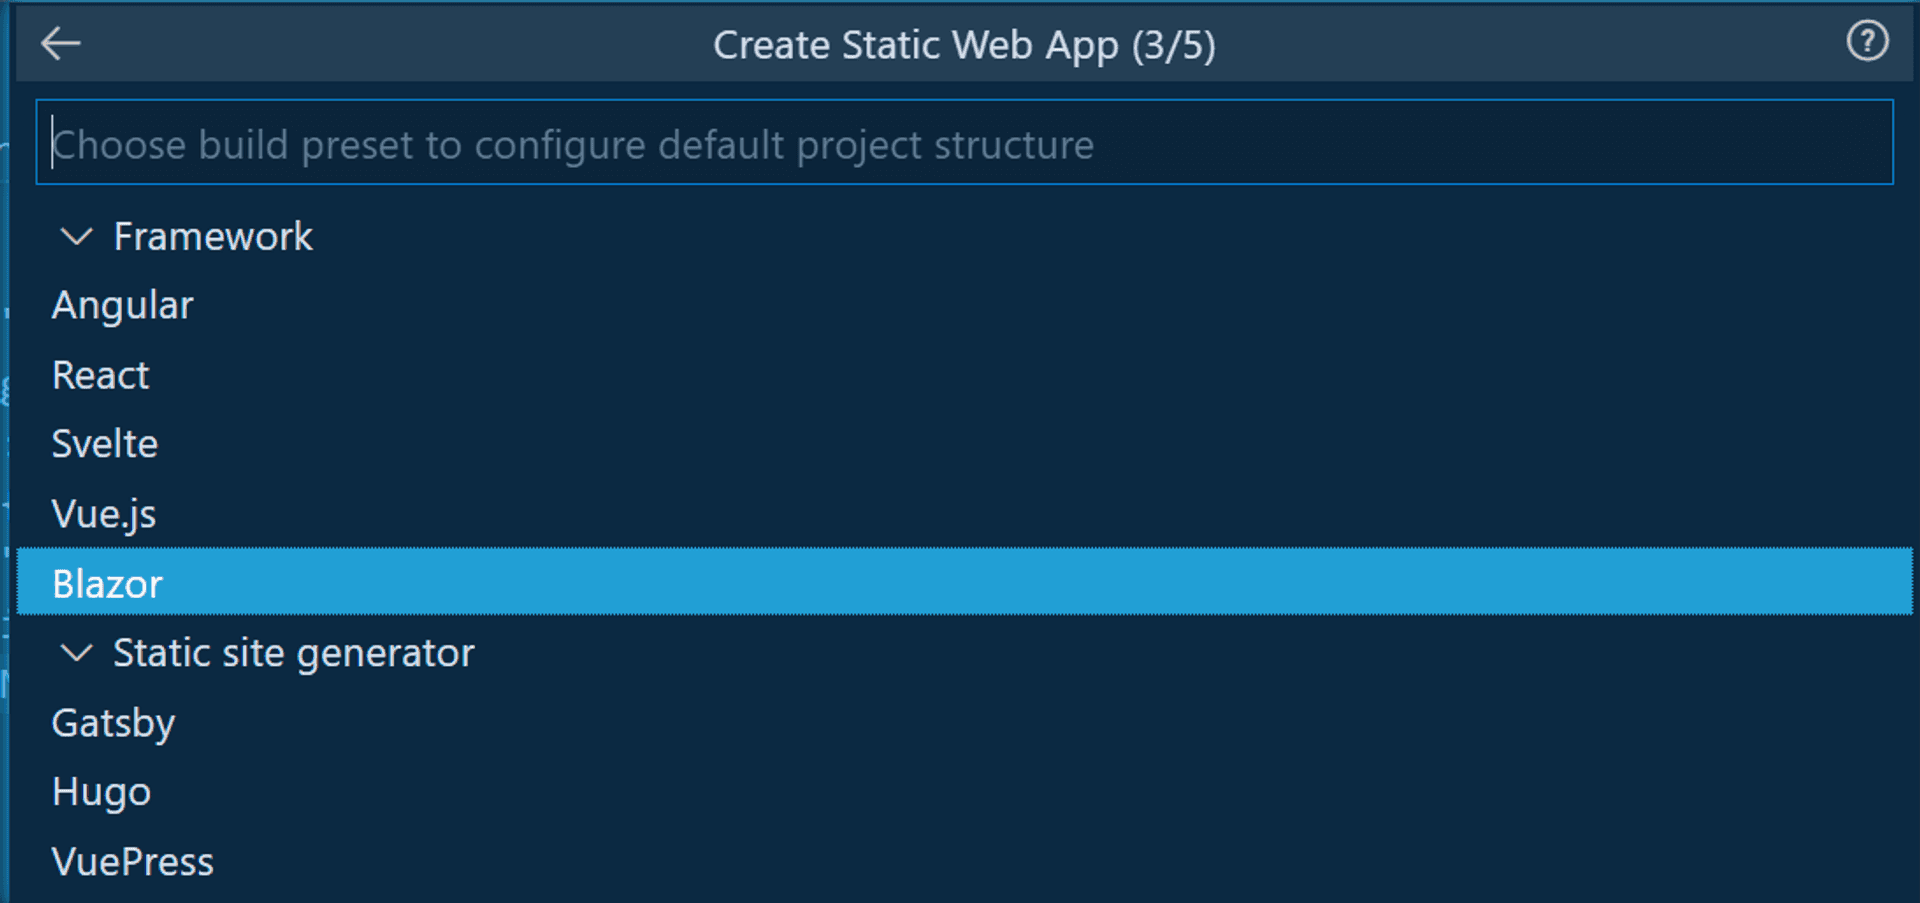 Create Static Web App (3/5)
Choose build preset to configure default project structure
Framework
Angular
React
Svelte
Vue.js
Blazor
Static site generator
Gatsby
Hugo
VuePress